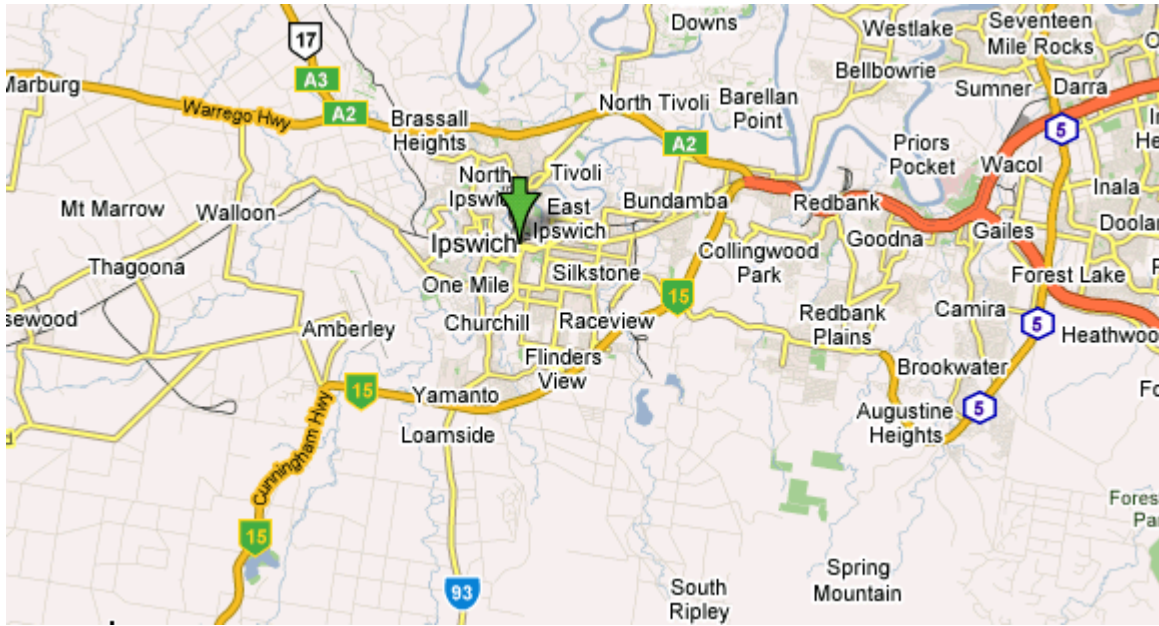 Downs
Westlake
Seventeen
Mile Rocks
17
A3
Marburg
Bellbowrie
Sumner
Darra
Warrego Hwy
A2
Brassall
Heights
North Tivoli
Barellan
Point
5
A2
Priors
Pocket
Wacol
North
Tivoli
Inala
Mt Marrow
Walloon
East
Ipswich
Bundamba
Redbank
Ipswich
Goodna
Gailes
Collingwood
Park
Thagoona
One Mile
Silkstone
Forest Lake
15
Amberley
Churchill
Raceview
Redbank
Plains
Camira
5
Flinders
View
Brookwater
15
Yamanto
5
Augustine
Heights
Loamside
Cunningham Hwy
15
93
South
Ripley
Spring
Mountain